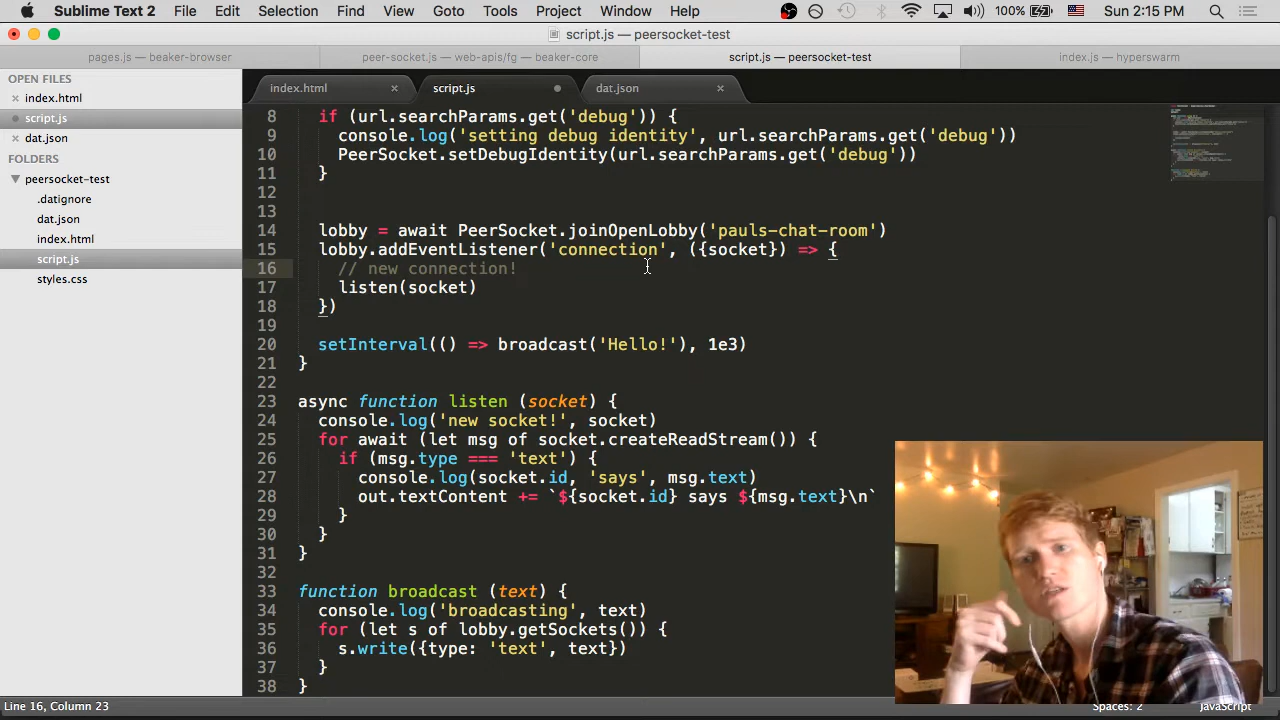 Sublime Text 2 File Edit Selection Find View Goto Tools Project Window Help 100% Sun 2:15 PM
script.js — peersocket-test
pages.js — beaker-browser peer-socket.js — web-apis/fg — beaker-core script.js — peersocket-test index.js — hyperswarm
OPEN FILES
index.html
script.js
dat.json
FOLDERS
peersocket-test
.datignore
dat.json
index.html
script.js
styles.css
index.html script.js dat.json
8 if (url.searchParams.get('debug')) {
9 console.log('setting debug identity', url.searchParams.get('debug'))
10 PeerSocket.setDebugIdentity(url.searchParams.get('debug'))
11 }
12
13
14 lobby = await PeerSocket.joinOpenLobby('pauls-chat-room')
15 lobby.addEventListener('connection', ({socket}) => {
16 // new connection!
17 listen(socket)
18 })
19
20 setInterval(() => broadcast('Hello!'), 1e3)
21 }
22
23 async function listen (socket) {
24 console.log('new socket!', socket)
25 for await (let msg of socket.createReadStream()) {
26 if (msg.type === 'text') {
27 console.log(socket.id, 'says', msg.text)
28 out.textContent += `${socket.id} says ${msg.text}\n`
29 }
30 }
31 }
32
33 function broadcast (text) {
34 console.log('broadcasting', text)
35 for (let s of lobby.getSockets()) {
36 s.write({type: 'text', text})
37 }
38 }
Line 16, Column 23 Spaces: 2 JavaScript